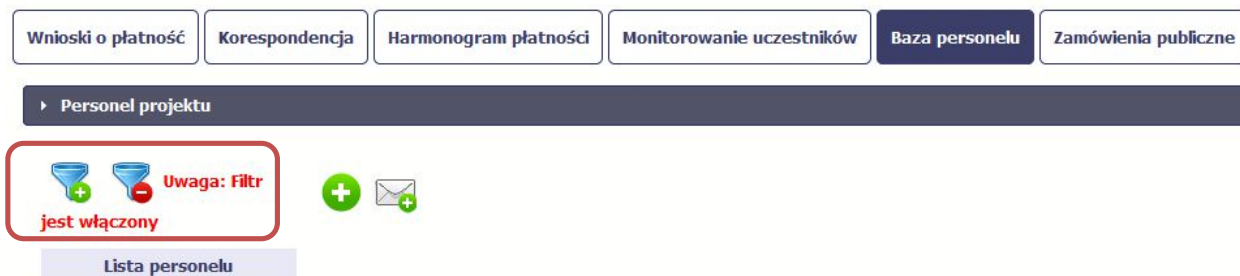 Wnioski o płatność Korespondencja Harmonogram płatności Monitorowanie uczestników Baza personelu Zamówienia publiczne
Personel projektu
Uwaga: Filtr
jest włączony
Lista personelu